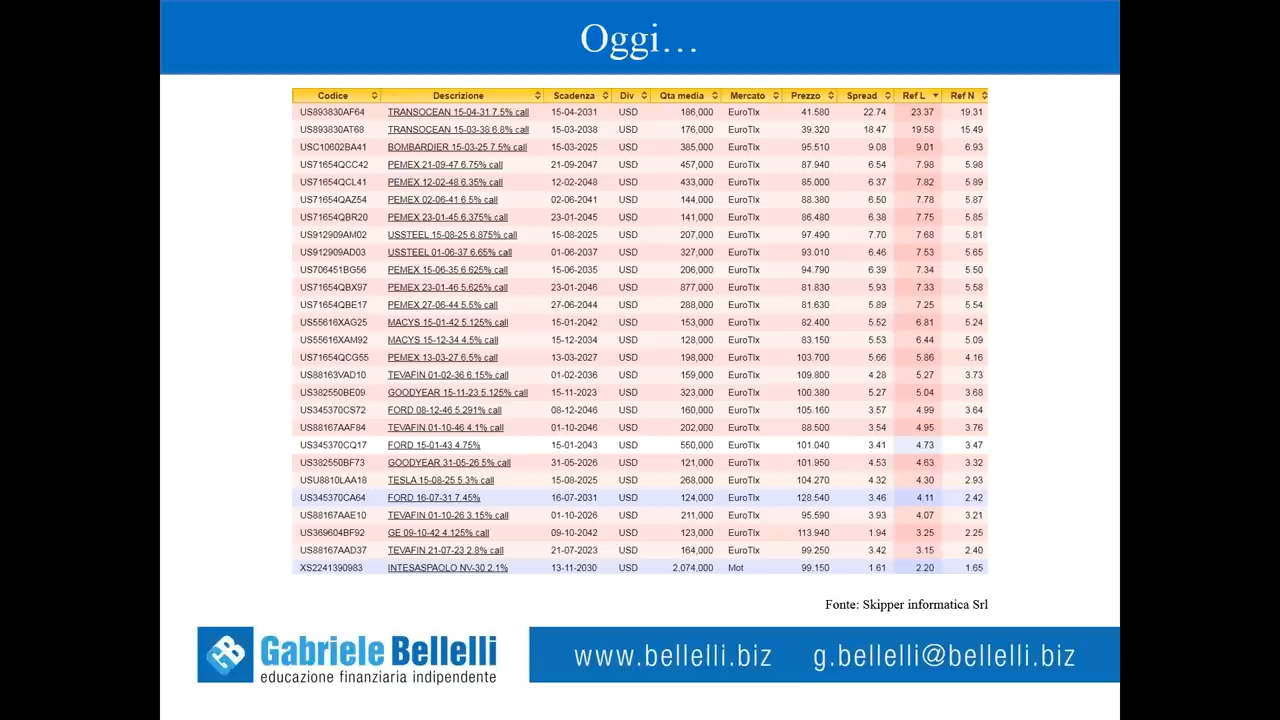 Oggi…
Codice Descrizione Scadenza Div Qta media Mercato Prezzo Spread Ref L Ref N
US893830AF64 TRANSOCEAN 15-04-31 7.5% call 15-04-2031 USD 186,000 EuroTlx 41.580 22.74 23.37 19.31
US893830AT68 TRANSOCEAN 15-03-38 6.8% call 15-03-2038 USD 176,000 EuroTlx 39.320 18.47 19.58 15.49
USC10602BA41 BOMBARDIER 15-03-25 7.5% call 15-03-2025 USD 385,000 EuroTlx 95.510 9.08 9.01 6.93
US71654QCC42 PEMEX 21-09-47 6.75% call 21-09-2047 USD 457,000 EuroTlx 87.940 6.54 7.98 5.98
US71654QCL41 PEMEX 12-02-48 6.35% call 12-02-2048 USD 433,000 EuroTlx 85.000 6.37 7.82 5.89
US71654QAZ54 PEMEX 02-06-41 6.5% call 02-06-2041 USD 144,000 EuroTlx 88.380 6.50 7.78 5.87
US71654QBR20 PEMEX 23-01-45 6.375% call 23-01-2045 USD 141,000 EuroTlx 86.480 6.38 7.75 5.85
US912909AM02 USSTEEL 15-08-25 6.875% call 15-08-2025 USD 207,000 EuroTlx 97.490 7.70 7.68 5.81
US912909AD03 USSTEEL 01-06-37 6.65% call 01-06-2037 USD 327,000 EuroTlx 93.010 6.46 7.53 5.65
US706451BG56 PEMEX 15-06-35 6.625% call 15-06-2035 USD 206,000 EuroTlx 94.790 6.39 7.34 5.50
US71654QBX97 PEMEX 23-01-46 5.625% call 23-01-2046 USD 877,000 EuroTlx 81.830 5.93 7.33 5.58
US71654QBE17 PEMEX 27-06-44 5.5% call 27-06-2044 USD 288,000 EuroTlx 81.630 5.89 7.25 5.54
US55616XAG25 MACYS 15-01-42 5.125% call 15-01-2042 USD 153,000 EuroTlx 82.400 5.52 6.81 5.24
US55616XAM92 MACYS 15-12-34 4.5% call 15-12-2034 USD 128,000 EuroTlx 83.150 5.53 6.44 5.09
US71654QCG55 PEMEX 13-03-27 6.5% call 13-03-2027 USD 198,000 EuroTlx 103.700 5.66 5.86 4.16
US88163VAD10 TEVAFIN 01-02-36 6.15% call 01-02-2036 USD 159,000 EuroTlx 109.800 4.28 5.27 3.73
US382550BE09 GOODYEAR 15-11-23 5.125% call 15-11-2023 USD 323,000 EuroTlx 100.380 5.27 5.04 3.68
US345370CS72 FORD 08-12-46 5.291% call 08-12-2046 USD 160,000 EuroTlx 105.160 3.57 4.99 3.64
US88167AAF84 TEVAFIN 01-10-46 4.1% call 01-10-2046 USD 202,000 EuroTlx 88.500 3.54 4.95 3.76
US345370CQ17 FORD 15-01-43 4.75% 15-01-2043 USD 550,000 EuroTlx 101.040 3.41 4.73 3.47
US382550BF73 GOODYEAR 31-05-26 5% call 31-05-2026 USD 121,000 EuroTlx 101.950 4.53 4.63 3.32
USU8810LAA18 TESLA 15-08-25 5.3% call 15-08-2025 USD 268,000 EuroTlx 104.270 4.32 4.30 2.93
US345370CA64 FORD 16-07-31 7.45% 16-07-2031 USD 124,000 EuroTlx 128.540 3.46 4.11 2.42
US88167AAE10 TEVAFIN 01-10-26 3.15% call 01-10-2026 USD 211,000 EuroTlx 95.590 3.93 4.07 3.21
US369604BF92 GE 09-10-42 4.125% call 09-10-2042 USD 123,000 EuroTlx 113.940 1.94 3.25 2.25
US88167AAD37 TEVAFIN 21-07-23 2.8% call 21-07-2023 USD 164,000 EuroTlx 99.250 3.42 3.15 2.40
XS2241390983 INTESASPAOLO NV-30 2.1% 13-11-2030 USD 2,074,000 Mot 99.150 1.61 2.20 1.65
Fonte: Skipper informatica Srl
Gabriele Bellelli
educazione finanziaria indipendente
www.bellelli.biz g.bellelli@bellelli.biz